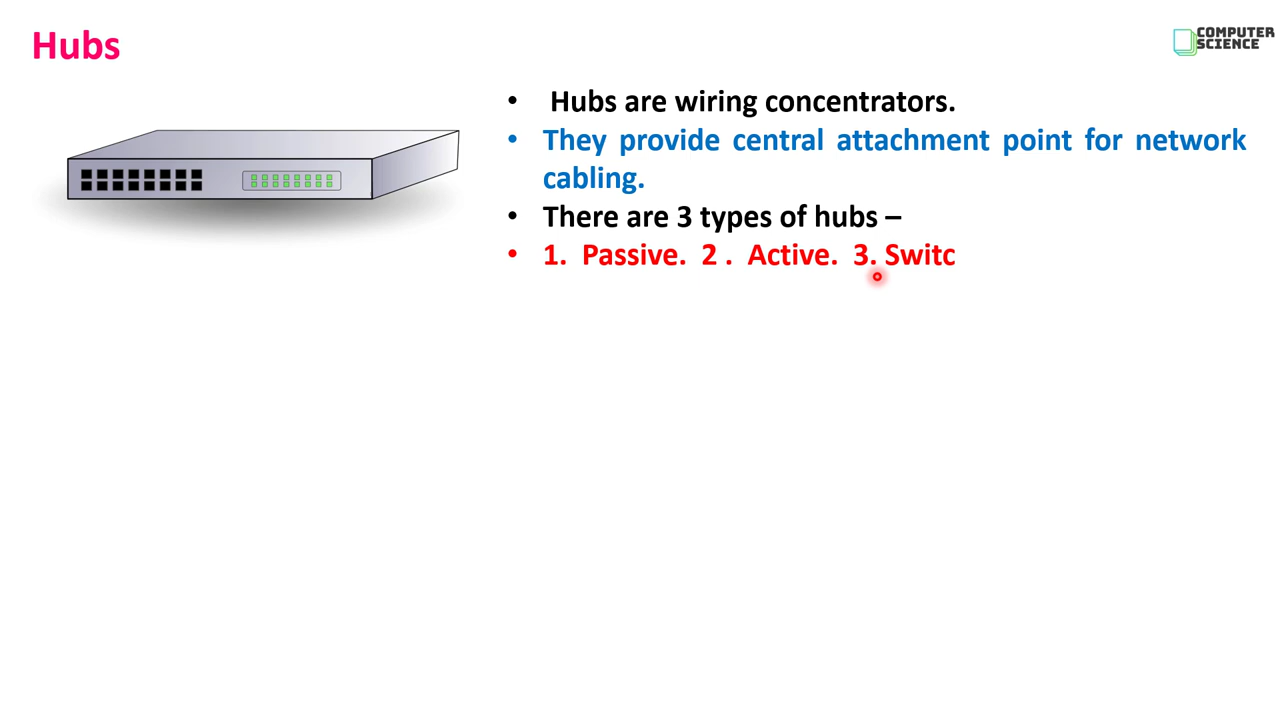 Hubs
COMPUTER
SCIENCE
• Hubs are wiring concentrators.
• They provide central attachment point for network
cabling.
• There are 3 types of hubs –
• 1. Passive. 2 . Active. 3. Switc